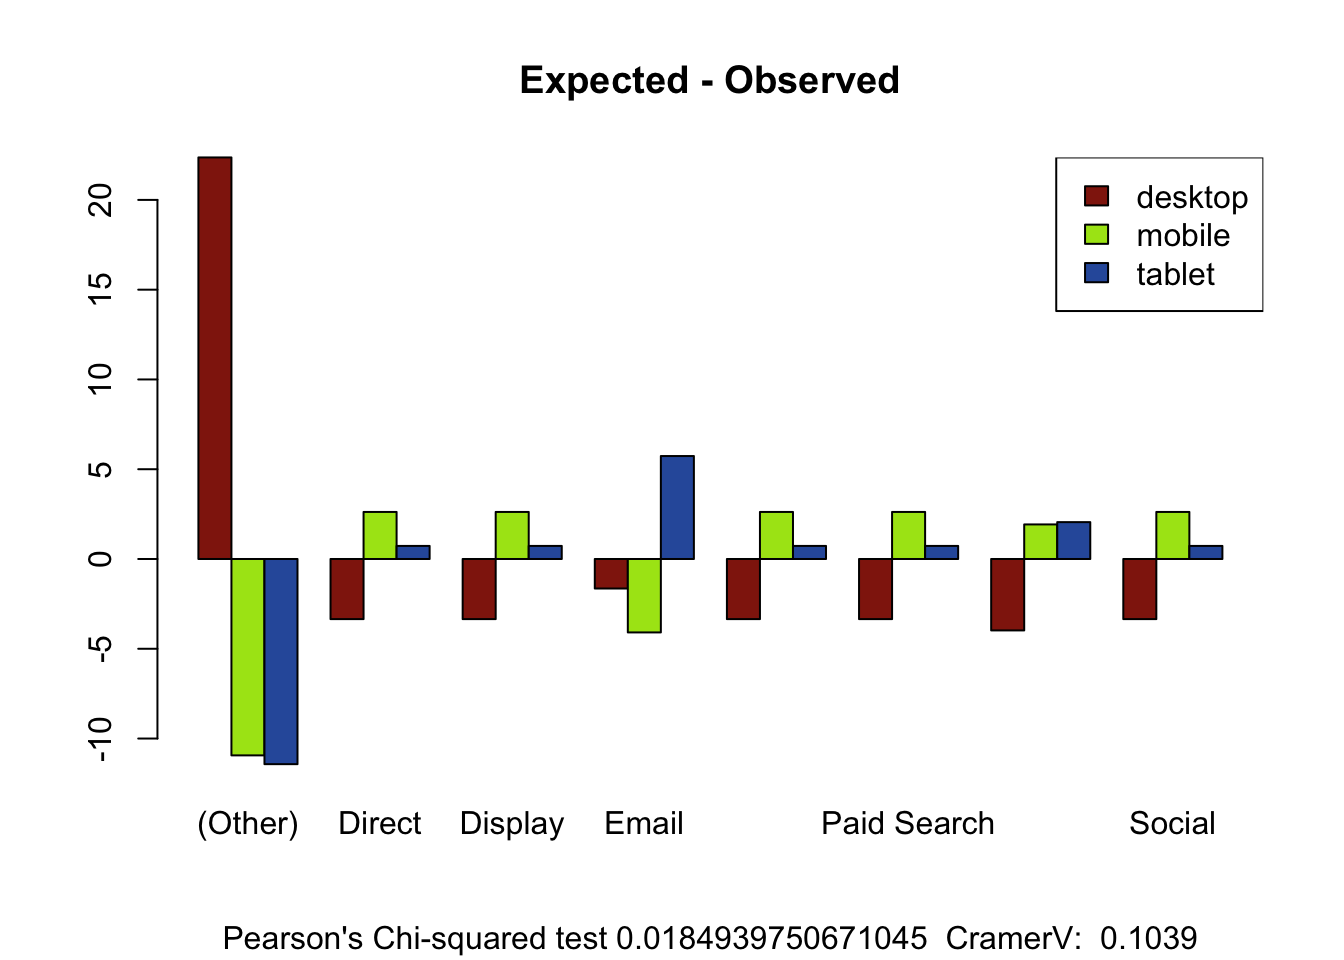 Expected - Observed
desktop
mobile
tablet
20
15
10
5
0
-5
-10
(Other) Direct Display Email Paid Search Social
Pearson's Chi-squared test 0.0184939750671045 CramerV: 0.1039